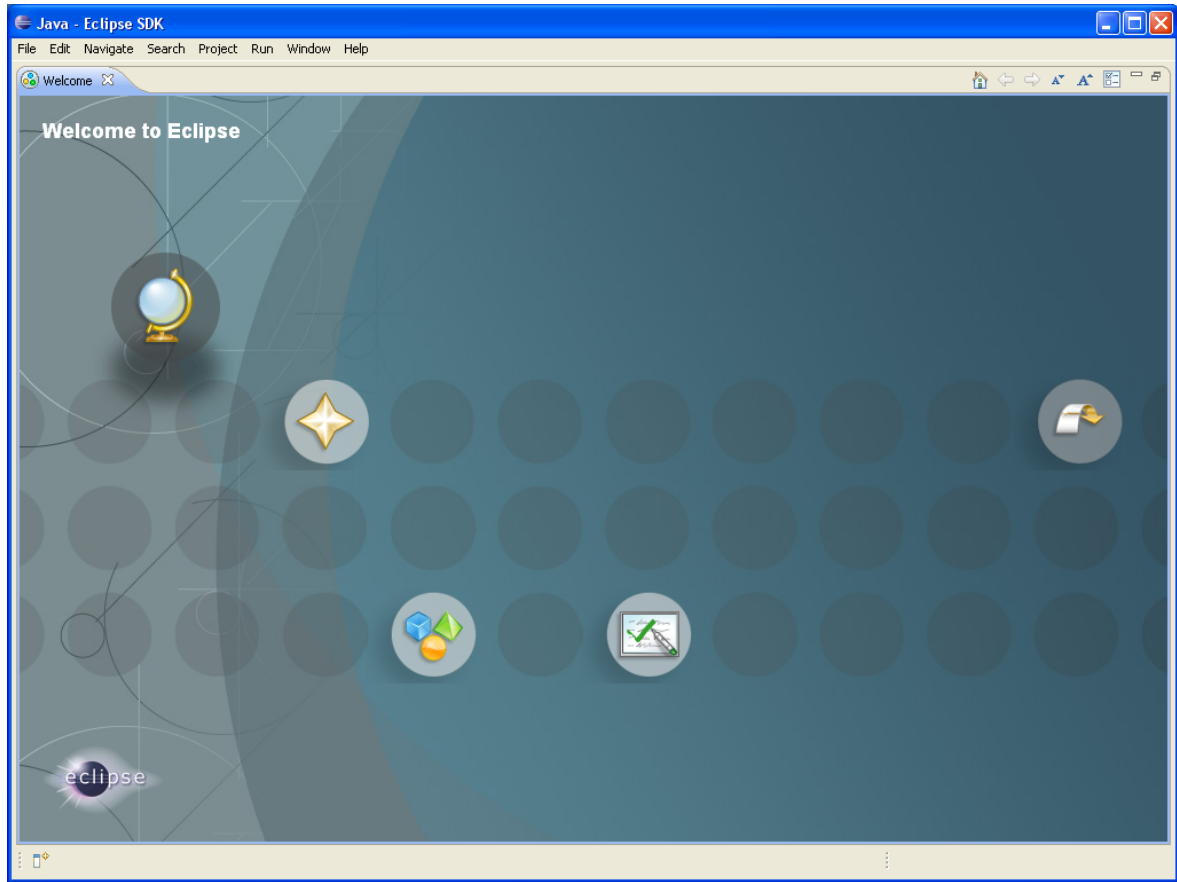 Java - Eclipse SDK
File Edit Navigate Search Project Run Window Help
Welcome
Welcome to Eclipse
eclipse